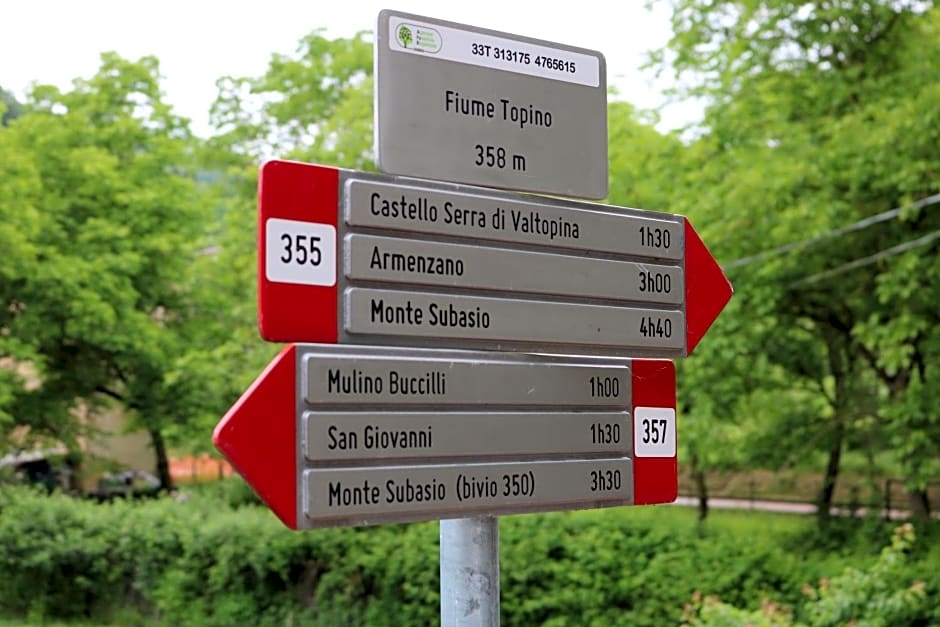 33T 313175 4765615
Fiume Topino
358 m
355
Castello Serra di Valtopina 1h30
Armenzano 3h00
Monte Subasio 4h40
Mulino Buccilli 1h00
San Giovanni 1h30
Monte Subasio (bivio 350) 3h30
357